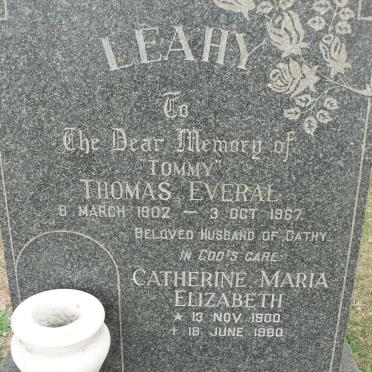 LEAHY
To
The Dear Memory of
"TOMMY"
THOMAS EVERAL
6 MARCH 1902 — 3 OCT 1967.
BELOVED HUSBAND OF CATHY.
IN GOD'S CARE
CATHERINE MARIA
ELIZABETH
★ 13 NOV. 1900.
+ 18 JUNE 1980.